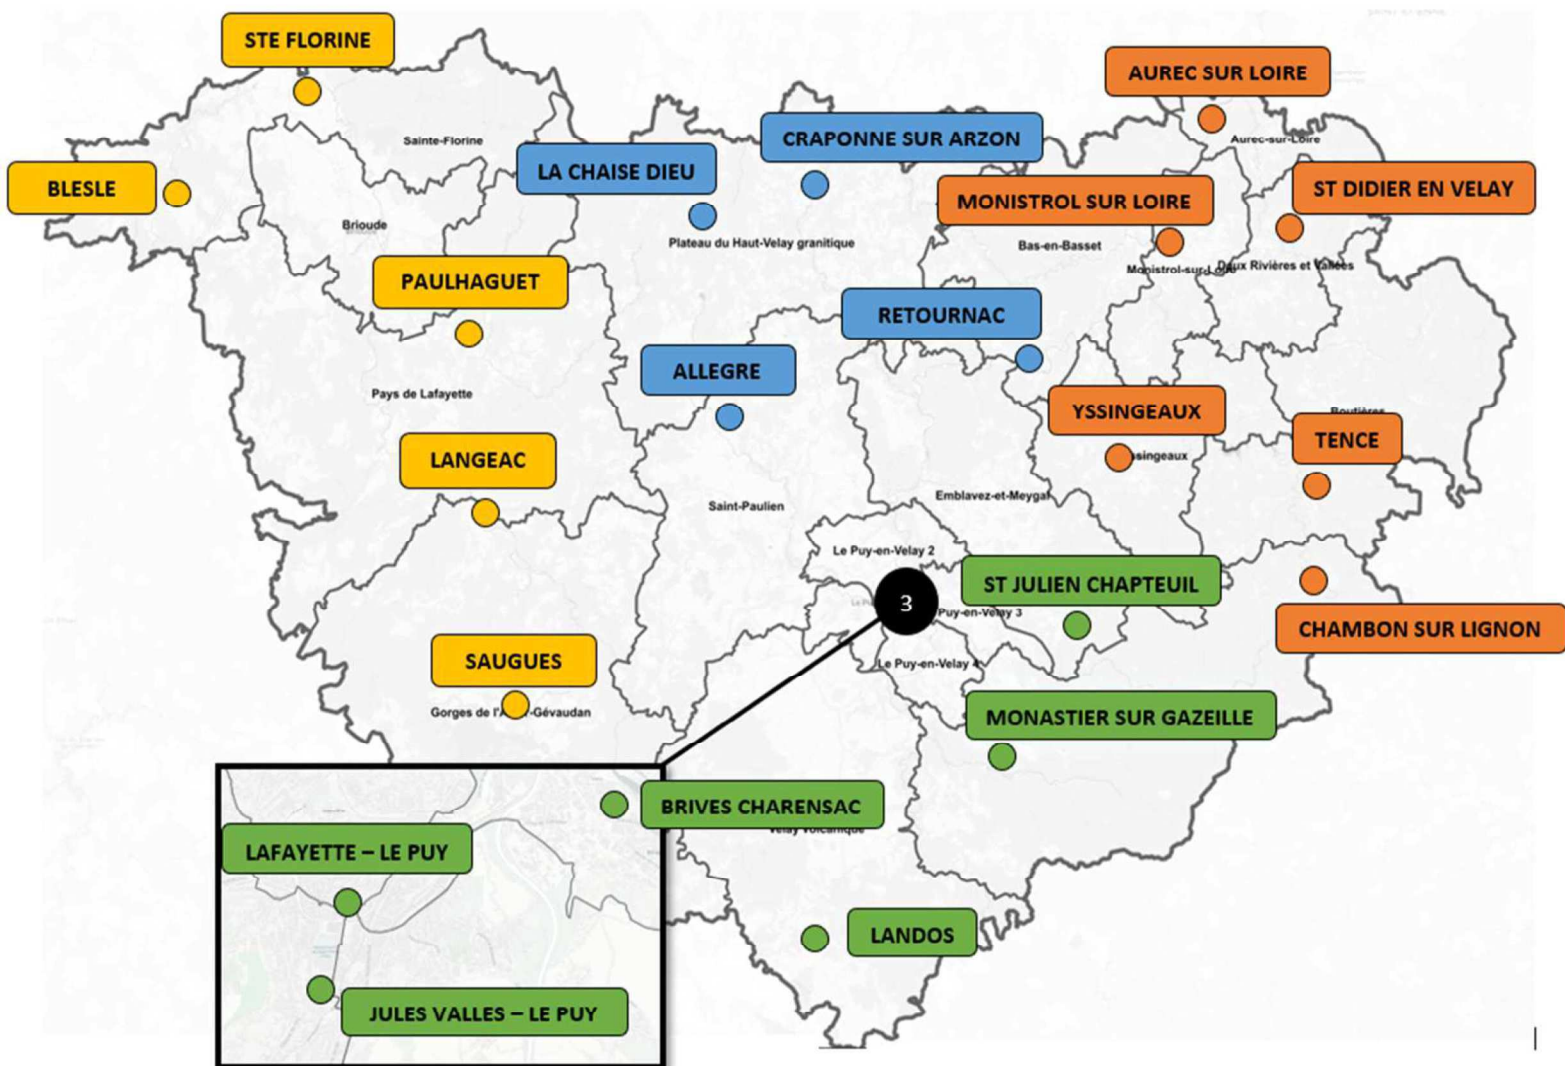 STE FLORINE
AUREC SUR LOIRE
CRAPONNE SUR ARZON
Sainte-Florine
Aurec-sur-Loire
LA CHAISE DIEU
BLESLE
ST DIDIER EN VELAY
MONISTROL SUR LOIRE
Brioude
Plateau du Haut-Velay granitique
Bas-en-Basset
Deux Rivières et Vallées
PAULHAGUET
RETOURNAC
ALLEGRE
Pays de Lafayette
YSSINGEAUX
Boutières
TENCE
LANGEAC
Emblavez-et-Meygal
Saint-Paulien
Le Puy-en-Velay 2
ST JULIEN CHAPTEUIL
3
Puy-en-Velay 3
CHAMBON SUR LIGNON
SAUGUES
Le Puy-en-Velay 4
MONASTIER SUR GAZEILLE
BRIVES CHARENSAC
Velay Volcanique
LAFAYETTE – LE PUY
LANDOS
JULES VALLES – LE PUY